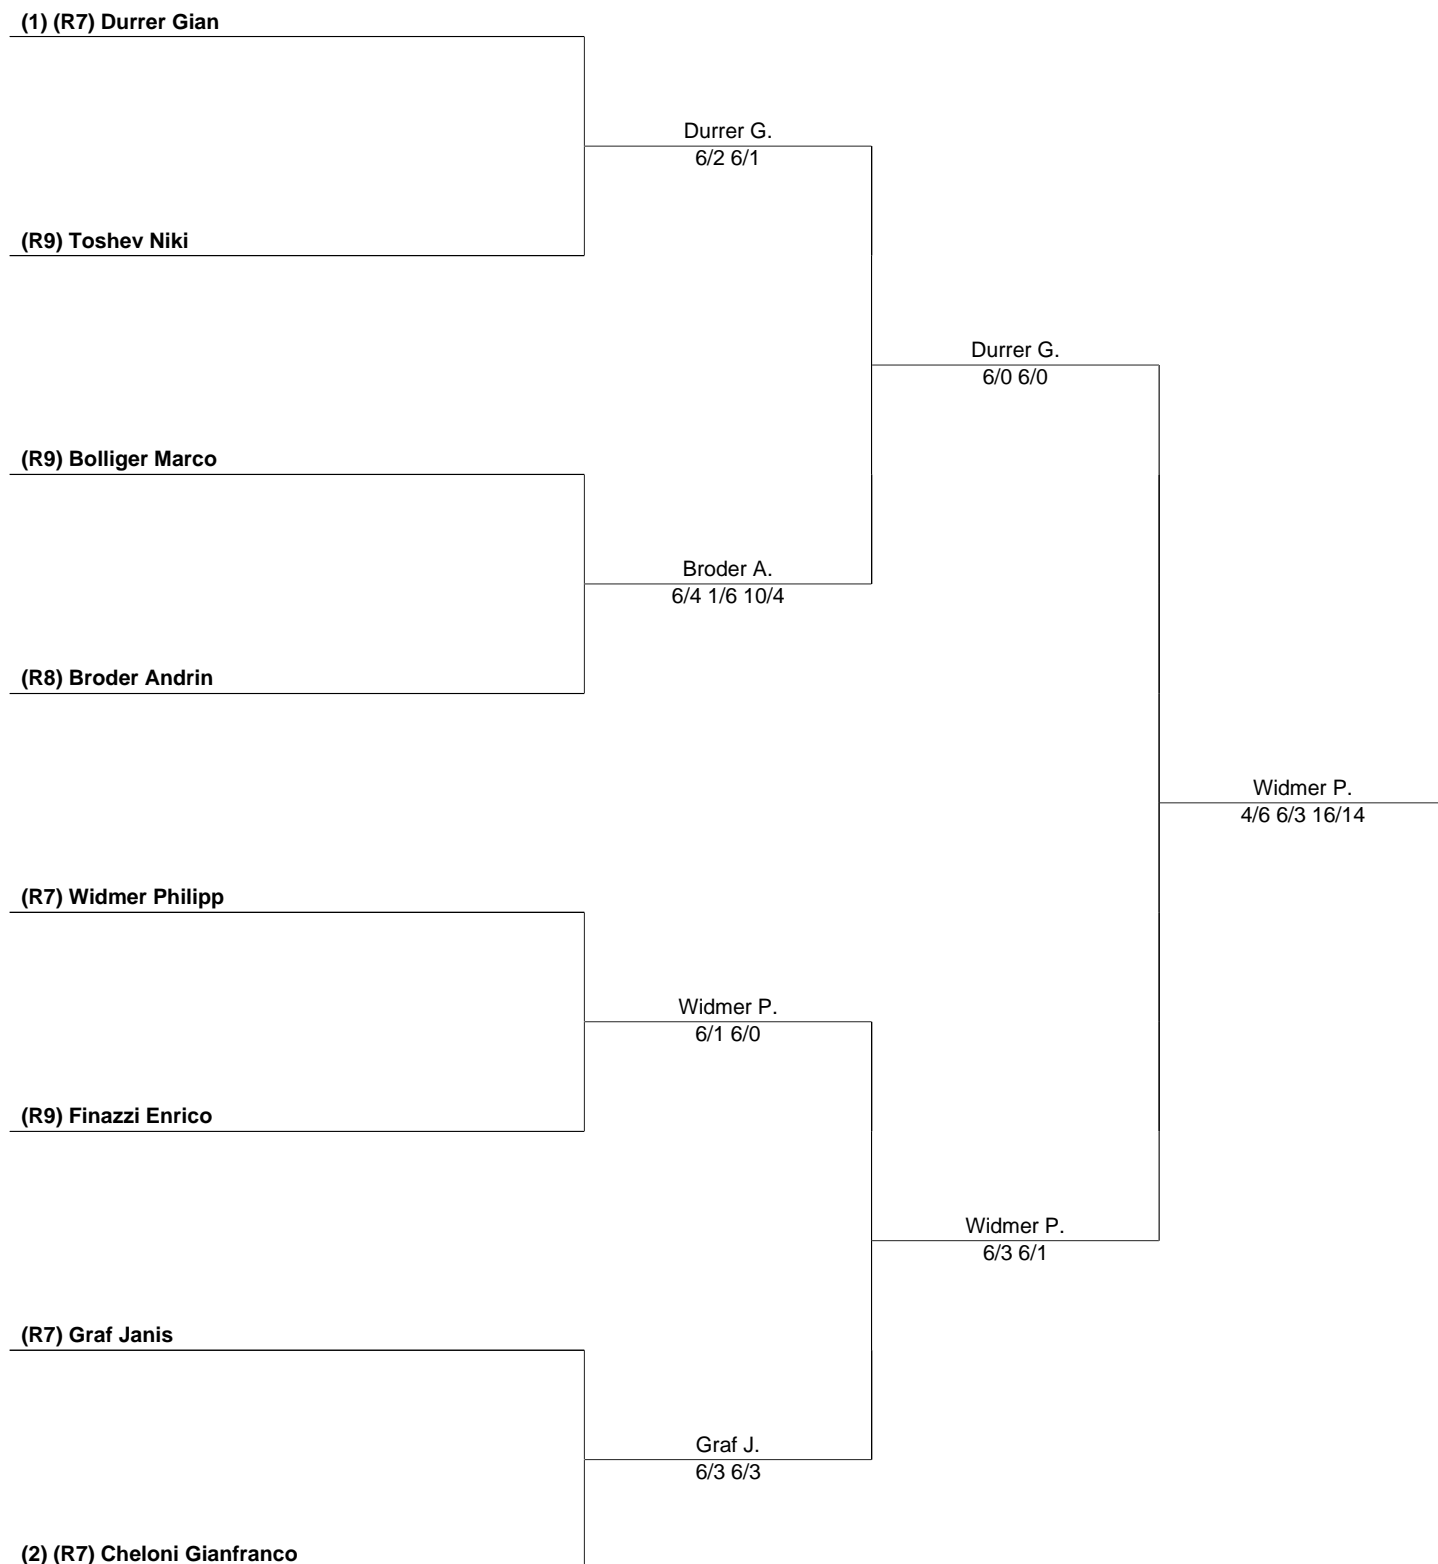 (1) (R7) Durrer Gian
Durrer G.
6/2 6/1
(R9) Toshev Niki
Durrer G.
6/0 6/0
(R9) Bolliger Marco
Broder A.
6/4 1/6 10/4
(R8) Broder Andrin
Widmer P.
4/6 6/3 16/14
(R7) Widmer Philipp
Widmer P.
6/1 6/0
(R9) Finazzi Enrico
Widmer P.
6/3 6/1
(R7) Graf Janis
Graf J.
6/3 6/3
(2) (R7) Cheloni Gianfranco